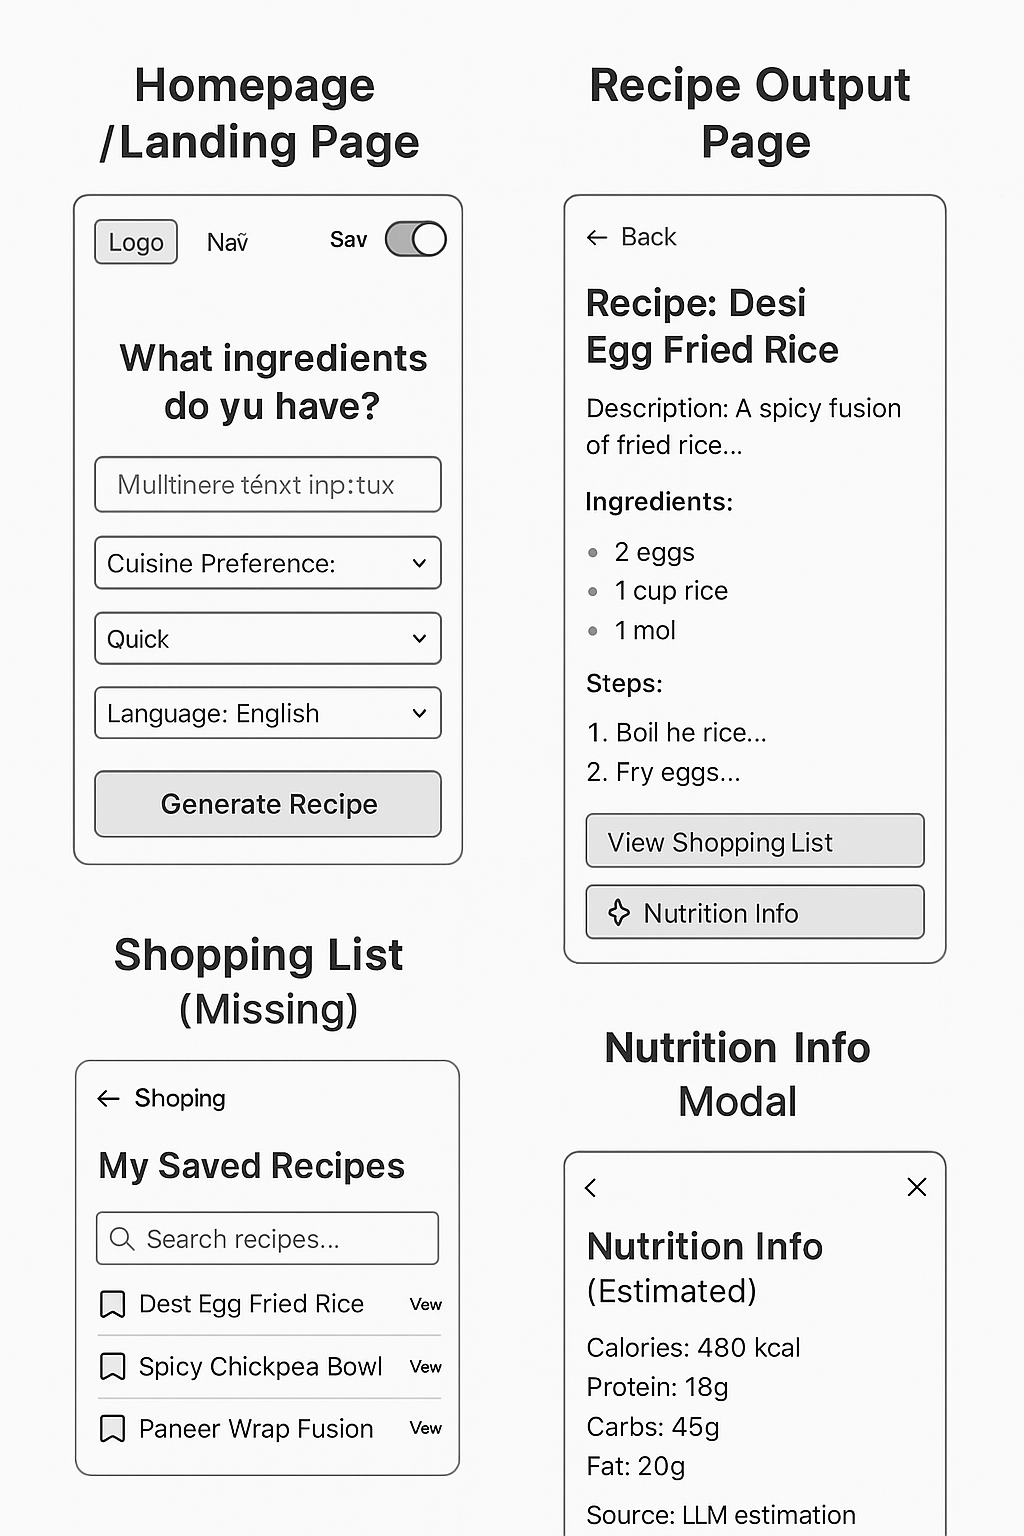 Homepage
/Landing Page
Logo Naṽ Sav
What ingredients
do yu have?
Mulltinere ténxt inp:tux
Cuisine Preference:
Quick
Language: English
Generate Recipe
Recipe Output
Page
← Back
Recipe: Desi
Egg Fried Rice
Description: A spicy fusion
of fried rice...
Ingredients:
• 2 eggs
• 1 cup rice
• 1 mol
Steps:
1. Boil he rice...
2. Fry eggs...
View Shopping List
Nutrition Info
Shopping List
(Missing)
← Shoping
My Saved Recipes
Search recipes...
Dest Egg Fried Rice Vew
Spicy Chickpea Bowl Vew
Paneer Wrap Fusion Vew
Nutrition Info
Modal
Nutrition Info
(Estimated)
Calories: 480 kcal
Protein: 18g
Carbs: 45g
Fat: 20g
Source: LLM estimation